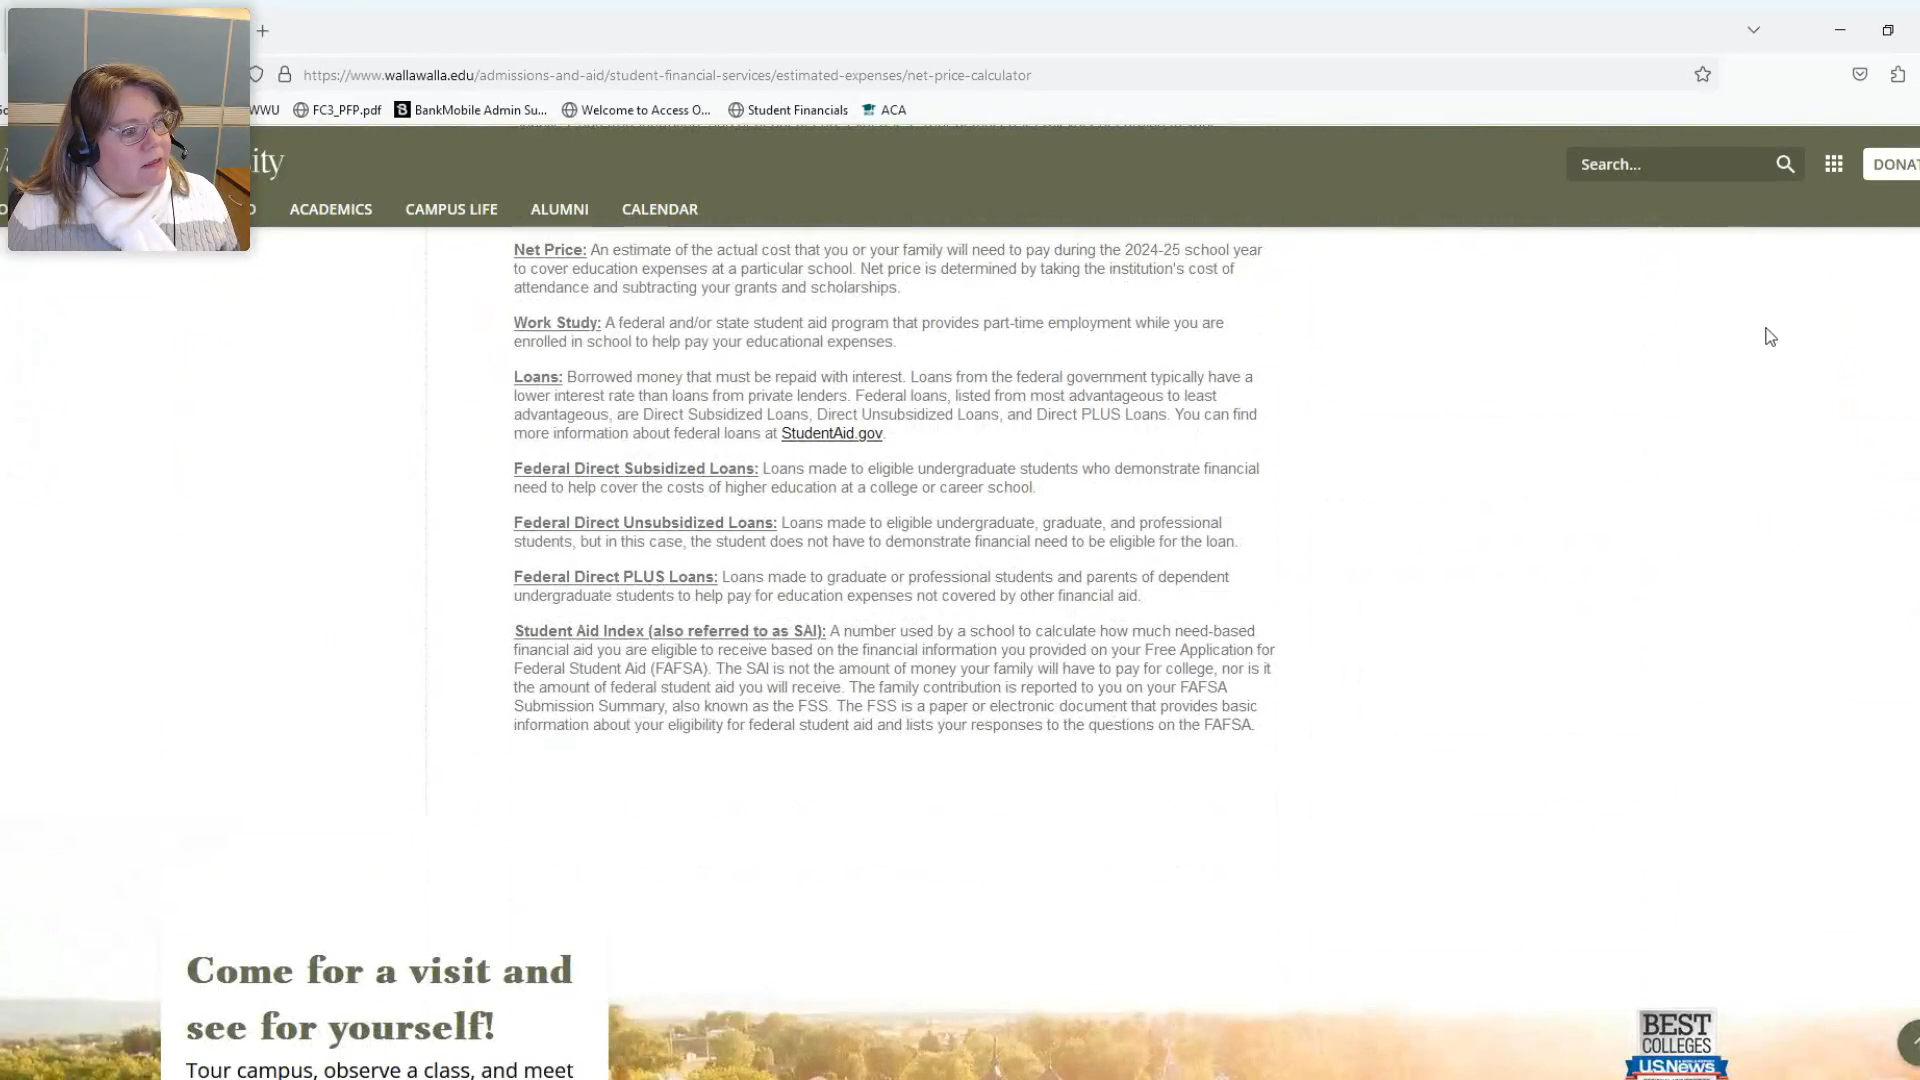 https://www.wallawalla.edu/admissions-and-aid/student-financial-services/estimated-expenses/net-price-calculator
WWU FC3_PFP.pdf BankMobile Admin Su... Welcome to Access O... Student Financials ACA
ity
Search...
DONAT
ACADEMICS CAMPUS LIFE ALUMNI CALENDAR
Net Price: An estimate of the actual cost that you or your family will need to pay during the 2024-25 school year
to cover education expenses at a particular school. Net price is determined by taking the institution's cost of
attendance and subtracting your grants and scholarships.
Work Study: A federal and/or state student aid program that provides part-time employment while you are
enrolled in school to help pay your educational expenses.
Loans: Borrowed money that must be repaid with interest. Loans from the federal government typically have a
lower interest rate than loans from private lenders. Federal loans, listed from most advantageous to least
advantageous, are Direct Subsidized Loans, Direct Unsubsidized Loans, and Direct PLUS Loans. You can find
more information about federal loans at StudentAid.gov.
Federal Direct Subsidized Loans: Loans made to eligible undergraduate students who demonstrate financial
need to help cover the costs of higher education at a college or career school.
Federal Direct Unsubsidized Loans: Loans made to eligible undergraduate, graduate, and professional
students, but in this case, the student does not have to demonstrate financial need to be eligible for the loan.
Federal Direct PLUS Loans: Loans made to graduate or professional students and parents of dependent
undergraduate students to help pay for education expenses not covered by other financial aid.
Student Aid Index (also referred to as SAI): A number used by a school to calculate how much need-based
financial aid you are eligible to receive based on the financial information you provided on your Free Application for
Federal Student Aid (FAFSA). The SAI is not the amount of money your family will have to pay for college, nor is it
the amount of federal student aid you will receive. The family contribution is reported to you on your FAFSA
Submission Summary, also known as the FSS. The FSS is a paper or electronic document that provides basic
information about your eligibility for federal student aid and lists your responses to the questions on the FAFSA.
Come for a visit and
see for yourself!
Tour campus, observe a class, and meet
BEST
COLLEGES
U.S.News